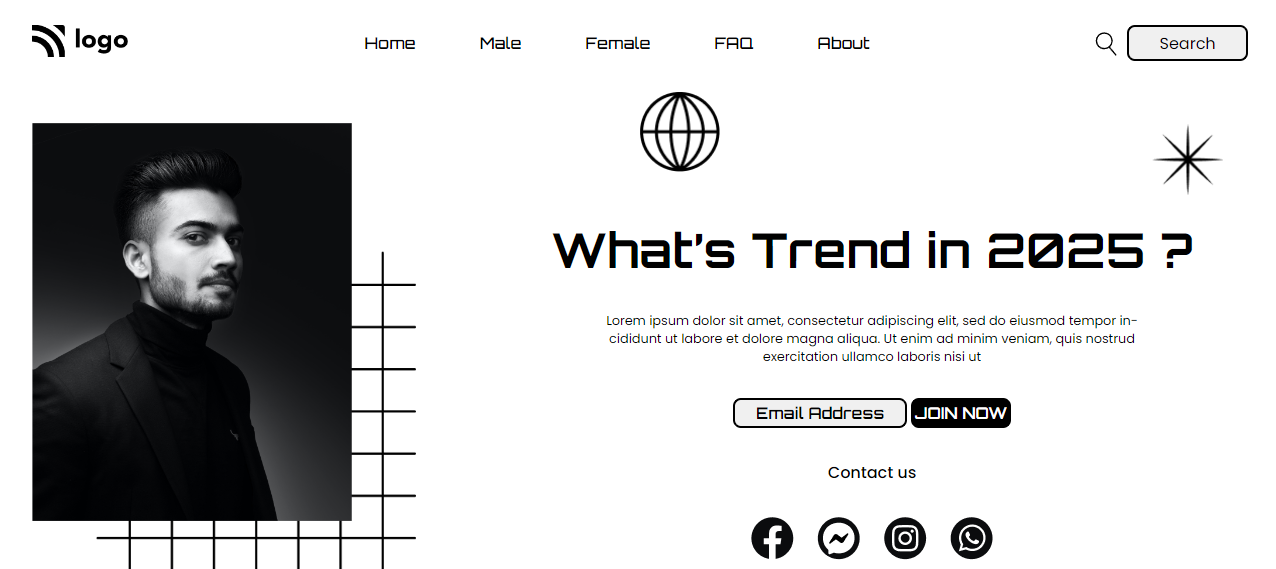 logo
Home Male Female FAQ About
Search
What's Trend in 2025 ?
Lorem ipsum dolor sit amet, consectetur adipiscing elit, sed do eiusmod tempor in-
cididunt ut labore et dolore magna aliqua. Ut enim ad minim veniam, quis nostrud
exercitation ullamco laboris nisi ut
Email Address JOIN NOW
Contact us